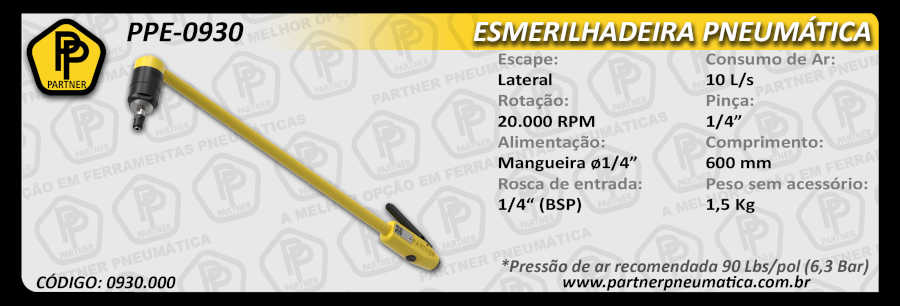 PPE-0930
ESMERILHADEIRA PNEUMÁTICA
PP
PARTNER
Escape:
Lateral
Rotação:
20.000 RPM
Alimentação:
Mangueira ø1/4”
Rosca de entrada:
1/4“ (BSP)
Consumo de Ar:
10 L/s
Pinça:
1/4”
Comprimento:
600 mm
Peso sem acessório:
1,5 Kg
CÓDIGO: 0930.000
*Pressão de ar recomendada 90 Lbs/pol (6,3 Bar)
www.partnerpneumatica.com.br